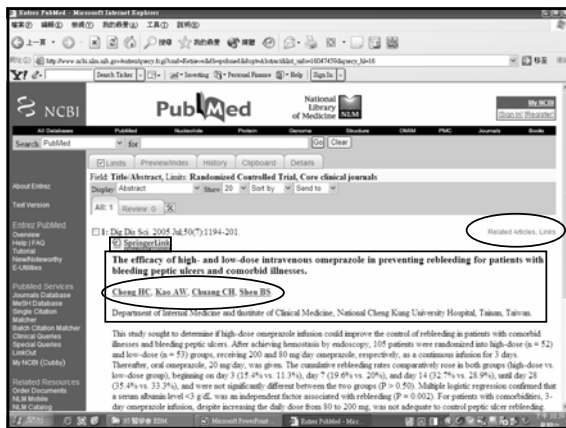 Entrez PubMed - Microsoft Internet Explorer
Search Ticker
Investing
Personal Finance
Help
Sign In
NCBI
PubMed
National
Library
of Medicine
NLM
My NCBI
[Sign In] [Register]
All Databases PubMed Nucleotide Protein Genome Structure OMIM PMC Journals Books
Search PubMed for Go Clear
Limits Preview/Index History Clipboard Details
Field: Title/Abstract, Limits: Randomized Controlled Trial, Core clinical journals
Display Abstract Show 20 Sort by Send to
All: 1 Review: 0
About Entrez
Text Version
Entrez PubMed
Overview
Help | FAQ
Tutorial
New/Noteworthy
E-Utilities
PubMed Services
Journals Database
MeSH Database
Single Citation
Matcher
Batch Citation Matcher
Clinical Queries
Special Queries
LinkOut
My NCBI (Cubby)
Related Resources
Order Documents
NLM Mobile
NLM Catalog
1: Dig Dis Sci. 2005 Jul;50(7):1194-201.
Related Articles, Links
SpringerLink
The efficacy of high- and low-dose intravenous omeprazole in preventing rebleeding for patients with
bleeding peptic ulcers and comorbid illnesses.
Cheng HC, Kao AW, Chuang CH, Sheu BS.
Department of Internal Medicine and Institute of Clinical Medicine, National Cheng Kung University Hospital, Tainan, Taiwan.
This study sought to determine if high-dose omeprazole infusion could improve the control of rebleeding in patients with comorbid
illnesses and bleeding peptic ulcers. After achieving hemostasis by endoscopy, 105 patients were randomized into high-dose (n = 52)
and low-dose (n = 53) groups, receiving 200 and 80 mg/day omeprazole, respectively, as a continuous infusion for 3 days.
Thereafter, oral omeprazole, 20 mg/day, was given. The cumulative rebleeding rates comparatively rose in both groups (high-dose vs.
low-dose group), beginning on day 3 (15.4% vs. 11.3%), day 7 (19.6% vs. 20%), and day 14 (32.7% vs. 28.9%), until day 28
(35.4% vs. 33.3%), and were not significantly different between the two groups (P > 0.50). Multiple logistic regression confirmed that
a serum albumin level <3 g/dL was an independent factor associated with rebleeding (P = 0.002). For patients with comorbidities, 3-
day omeprazole infusion, despite increasing the daily dose from 80 to 200 mg, was not adequate to control peptic ulcer rebleeding.
Microsoft PowerPoint
Entrez PubMed - Mic...